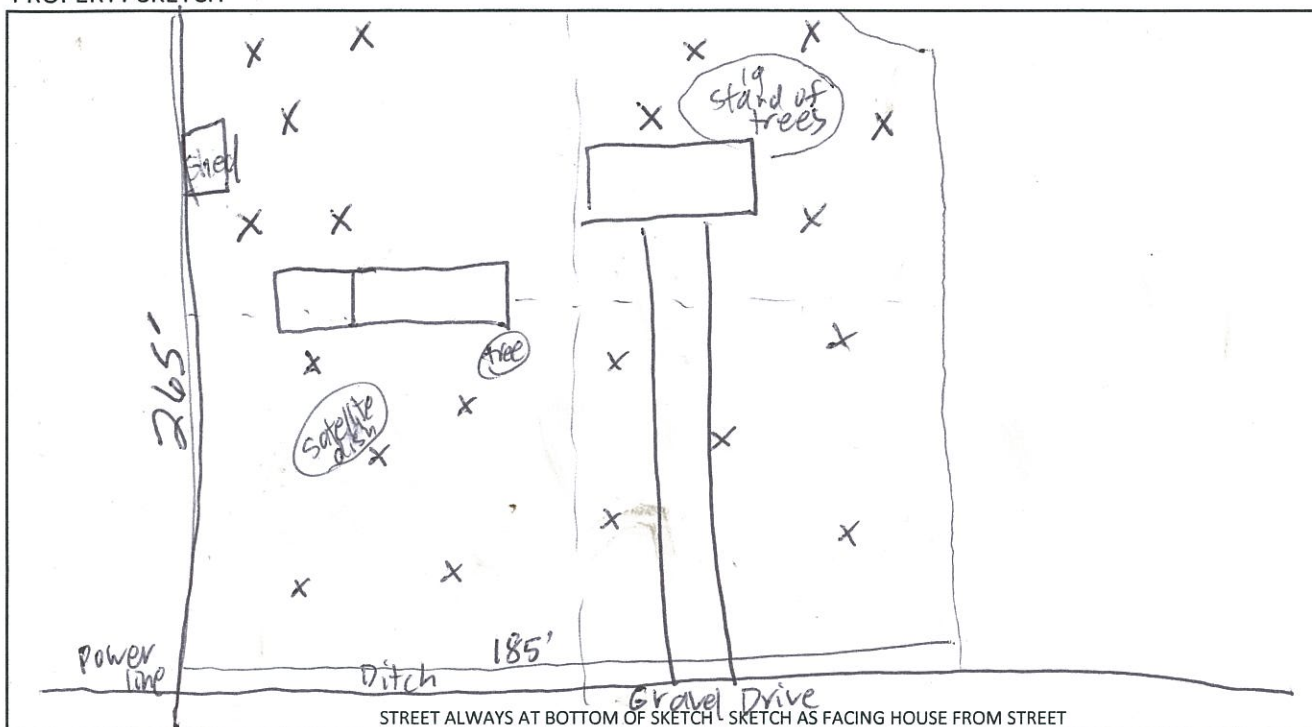 PROPERTY SKETCH
lg
stand of
trees
Shed
265'
tree
satellite
dish
185'
power
line
Ditch
Gravel Drive
STREET ALWAYS AT BOTTOM OF SKETCH - SKETCH AS FACING HOUSE FROM STREET